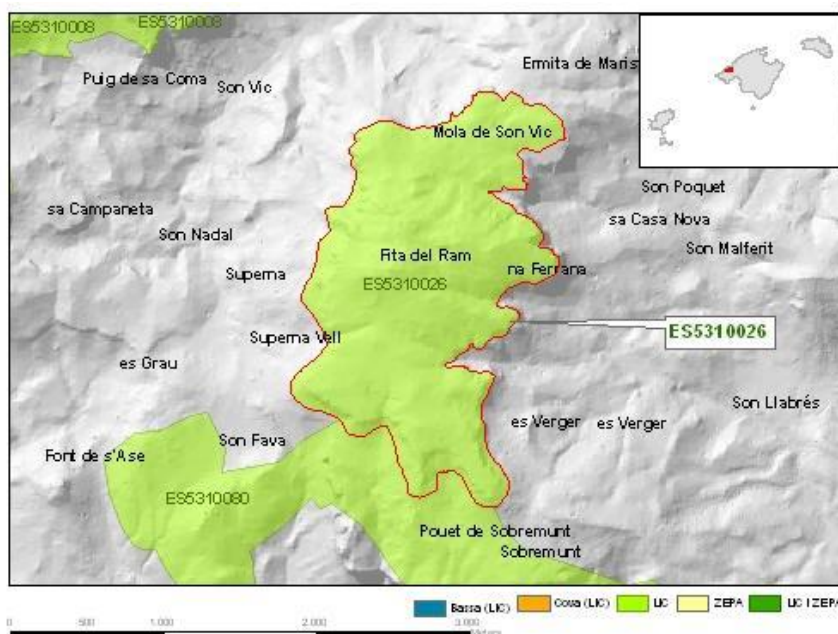 ES5310008
ES5310008
Ermita de Maris
Puig de sa Coma
Son Vic
Mola de Son Vic
Son Poquet
sa Campaneta
sa Casa Nova
Son Nadal
Son Malferit
Fita del Ram
na Ferrana
Superna
ES5310026
ES5310026
Superna Vell
es Grau
Son Llabrés
es Verger
es Verger
Son Fava
Font de s'Ase
ES5310080
Pouet de Sobremunt
Sobremunt
Bassa (LIC)
Cova (LIC)
LIC
ZEPA
LIC I ZEPA
0
500
1.000
2.000
3.000